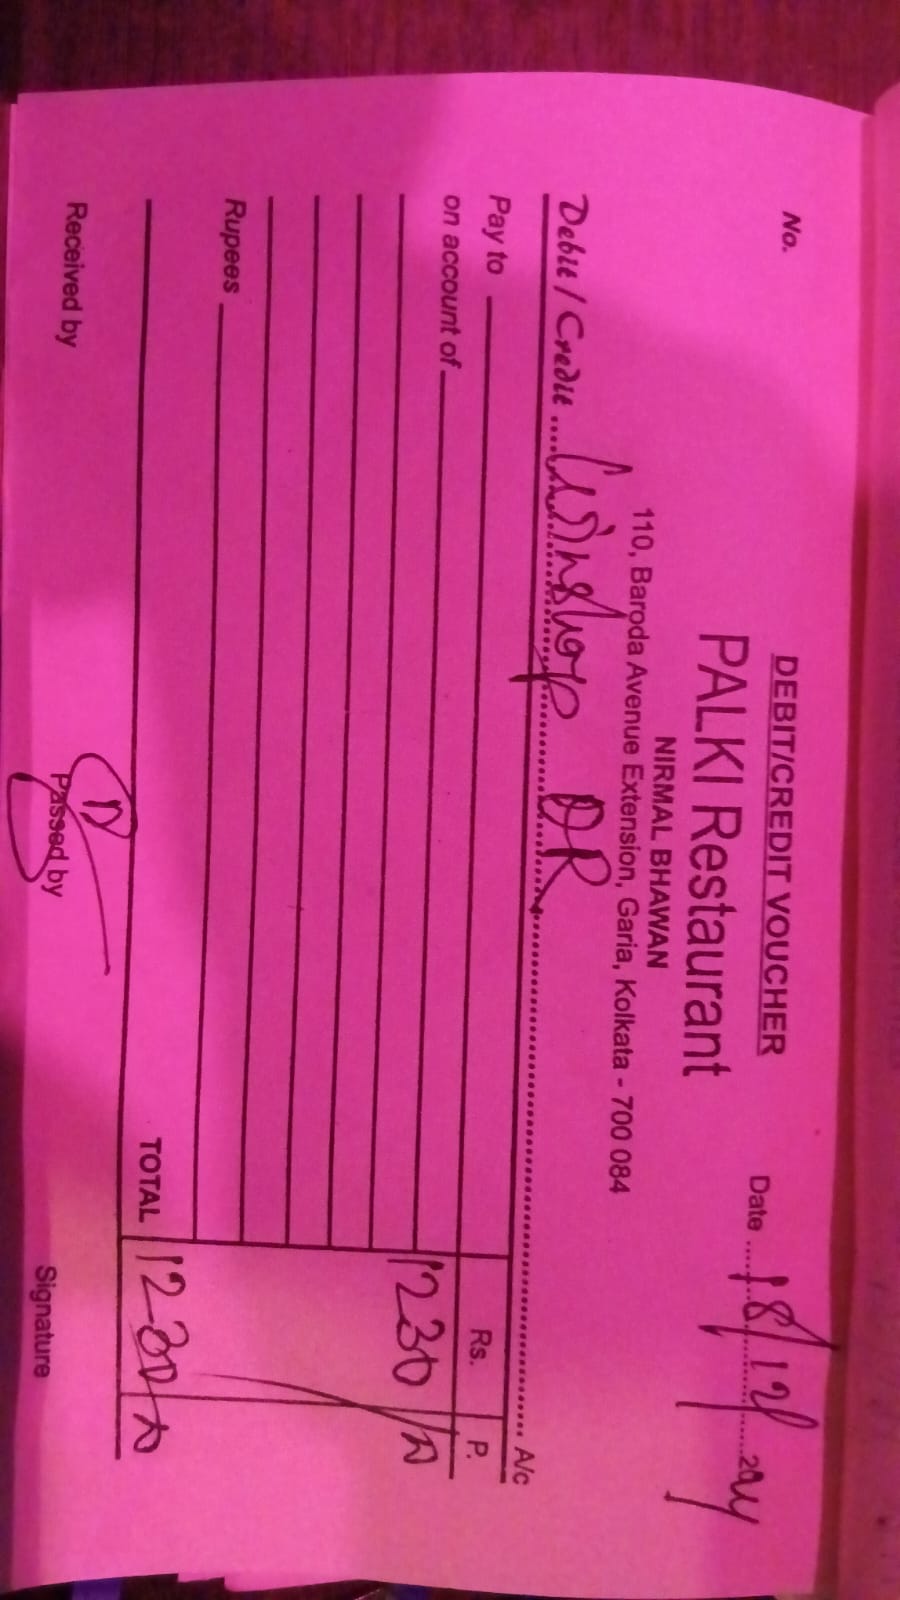 DEBIT/CREDIT VOUCHER
PALKI Restaurant
NIRMAL BHAWAN
110, Baroda Avenue Extension, Garia, Kolkata - 700 084
No.
Date 18/12/2024
Debit / Credit DR A/c
Pay to Rs. P.
on account of 1230/-
Rupees
TOTAL 1230/-
Received by Passed by Signature